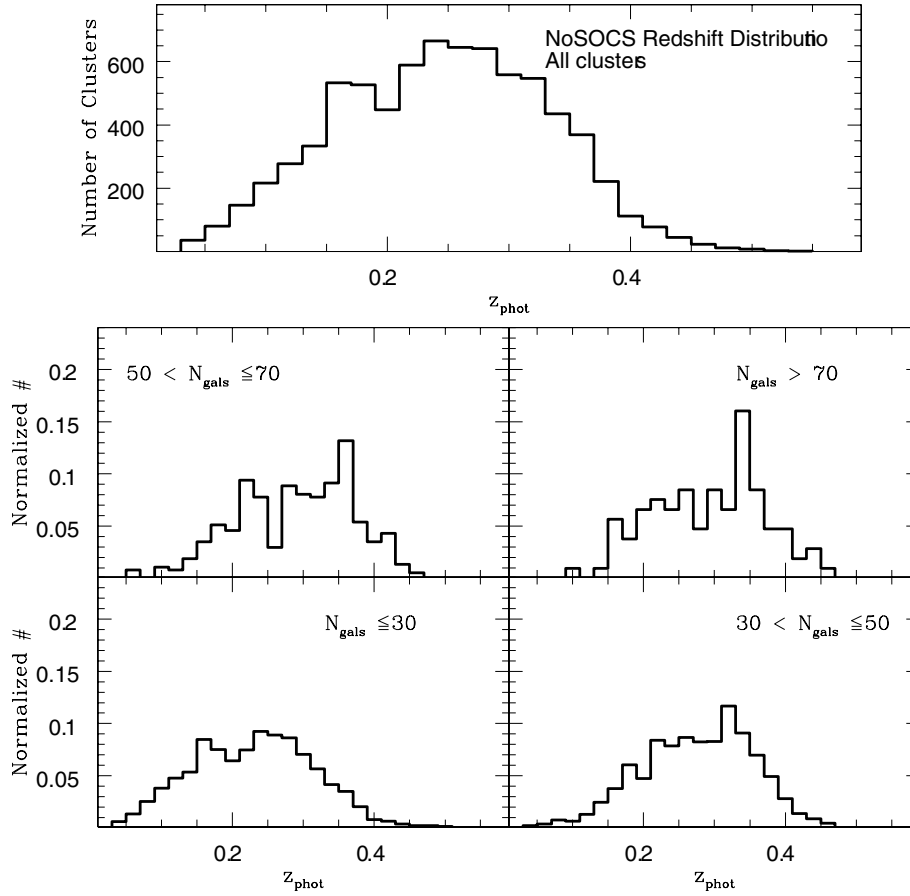 NoSOCS Redshift Distributio
All clusters
Number of Clusters
600
400
200
0.2
0.4
z_phot
50 < N_gals ≦70
N_gals > 70
Normalized #
0.2
0.15
0.1
0.05
N_gals ≦30
30 < N_gals ≦50
Normalized #
0.2
0.15
0.1
0.05
0.2
0.4
0.2
0.4
z_phot
z_phot